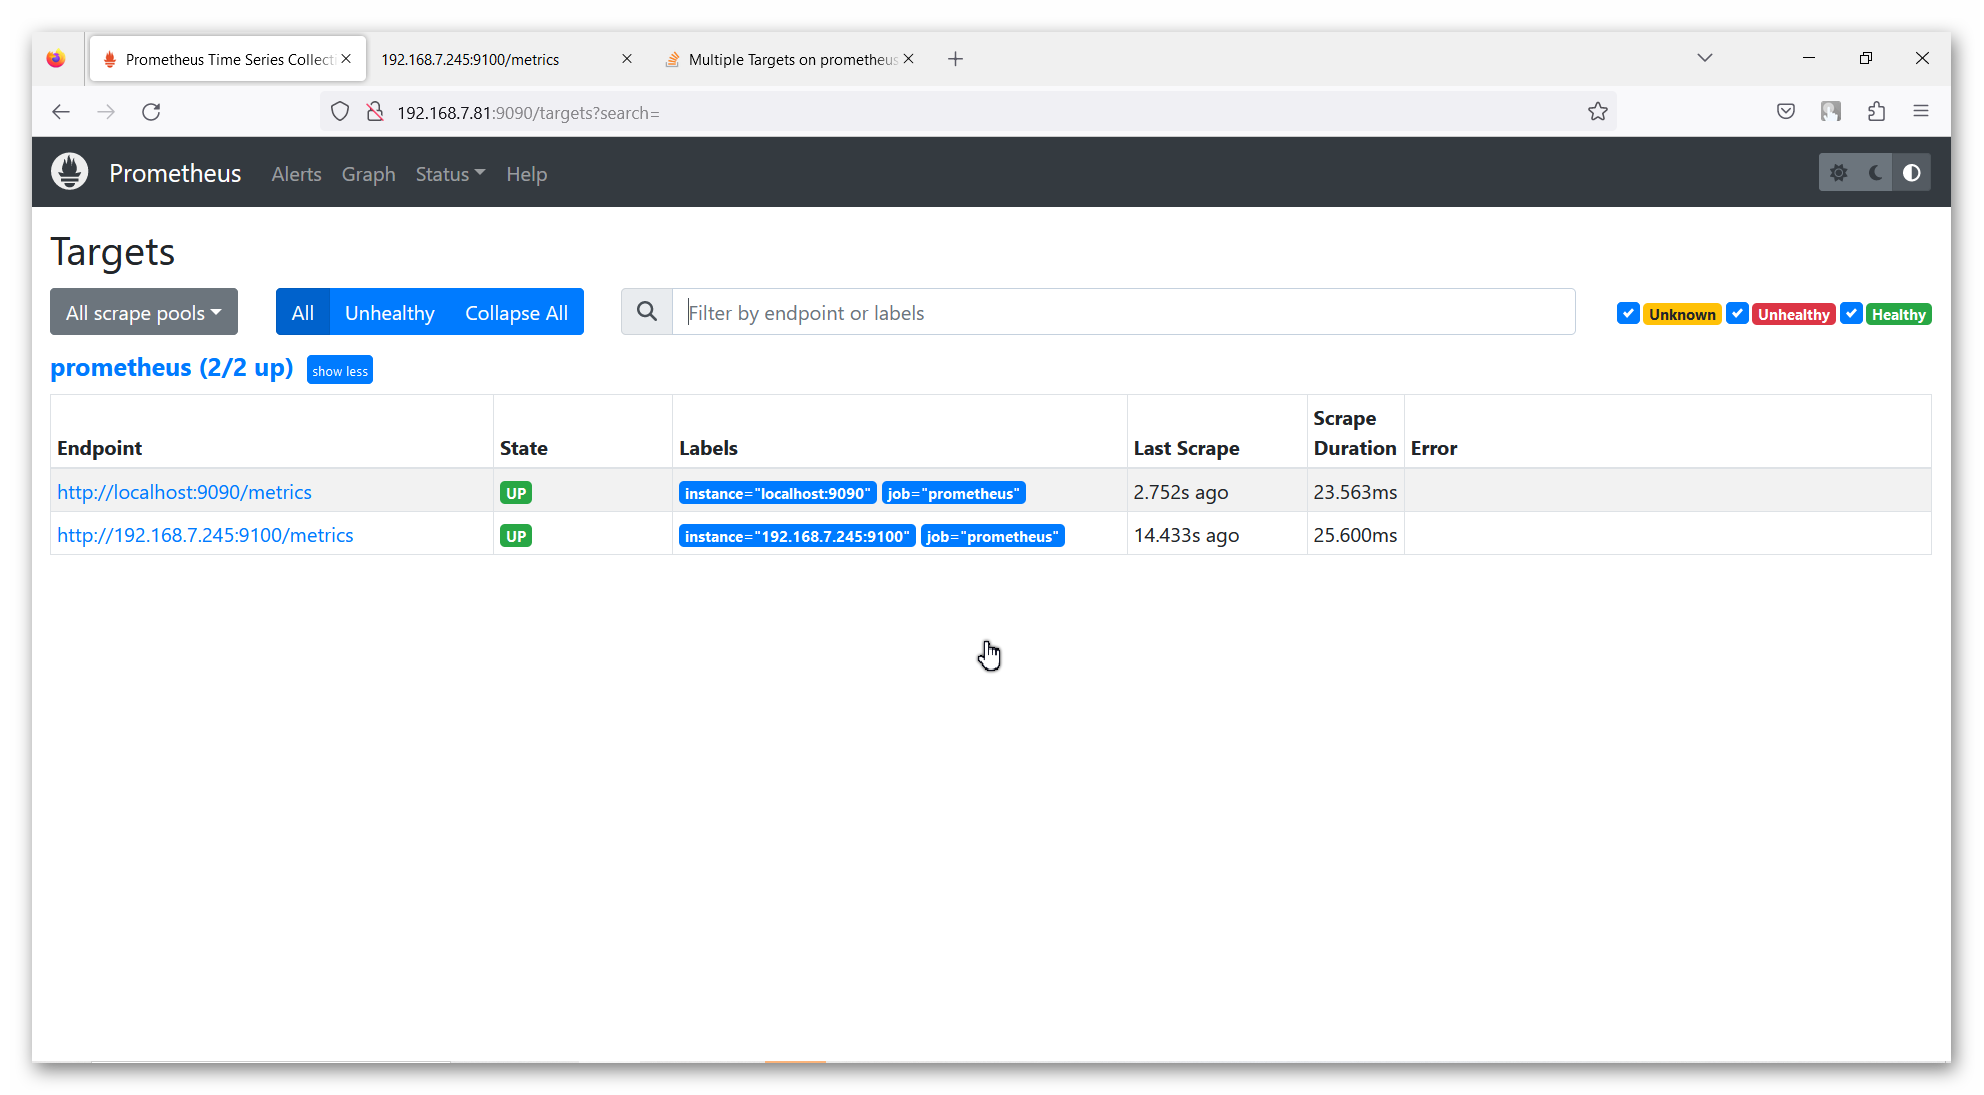 Prometheus Time Series Collecti
192.168.7.245:9100/metrics
Multiple Targets on prometheus
192.168.7.81:9090/targets?search=
Prometheus Alerts Graph Status Help
Targets
All scrape pools All Unhealthy Collapse All Filter by endpoint or labels Unknown Unhealthy Healthy
prometheus (2/2 up) show less
Endpoint State Labels Last Scrape Scrape Duration Error
http://localhost:9090/metrics UP instance="localhost:9090" job="prometheus" 2.752s ago 23.563ms
http://192.168.7.245:9100/metrics UP instance="192.168.7.245:9100" job="prometheus" 14.433s ago 25.600ms